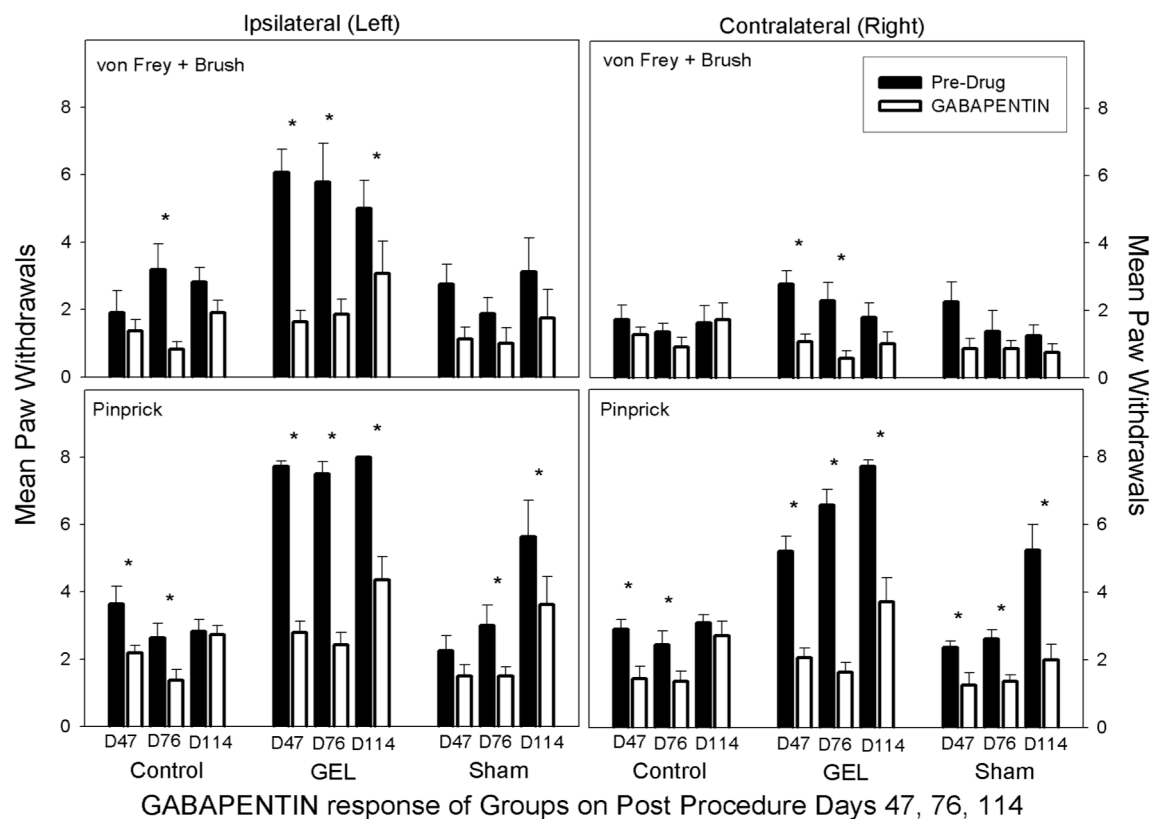 Ipsilateral (Left)
Contralateral (Right)
von Frey + Brush
von Frey + Brush
Pre-Drug
GABAPENTIN
8
6
4
2
0
* * * *
* *
8
6
4
2
0
Mean Paw Withdrawals
Mean Paw Withdrawals
Pinprick
Pinprick
8
6
4
2
0
* * * * * * *
* * * * * * * *
8
6
4
2
0
D47 D76 D114 D47 D76 D114 D47 D76 D114
D47 D76 D114 D47 D76 D114 D47 D76 D114
Control GEL Sham
Control GEL Sham
GABAPENTIN response of Groups on Post Procedure Days 47, 76, 114